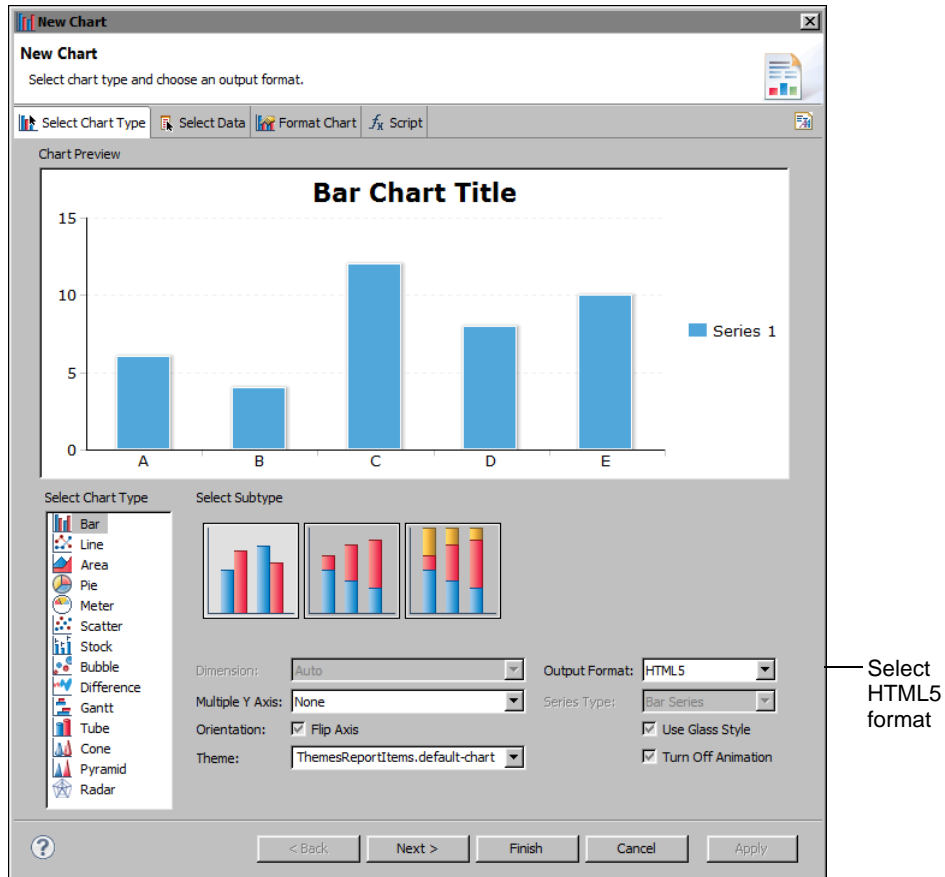 New Chart
New Chart
Select chart type and choose an output format.
Select Chart Type
Select Data
Format Chart
fx Script
Chart Preview
Bar Chart Title
15
10
5
0
A
B
C
D
E
Series 1
Select Chart Type
Bar
Line
Area
Pie
Meter
Scatter
Stock
Bubble
Difference
Gantt
Tube
Cone
Pyramid
Radar
Select Subtype
Dimension:
Auto
Output Format:
HTML5
Multiple Y Axis:
None
Series Type:
Bar Series
Orientation:
Flip Axis
Use Glass Style
Theme:
ThemesReportItems.default-chart
Turn Off Animation
Select
HTML5
format
?
< Back
Next >
Finish
Cancel
Apply